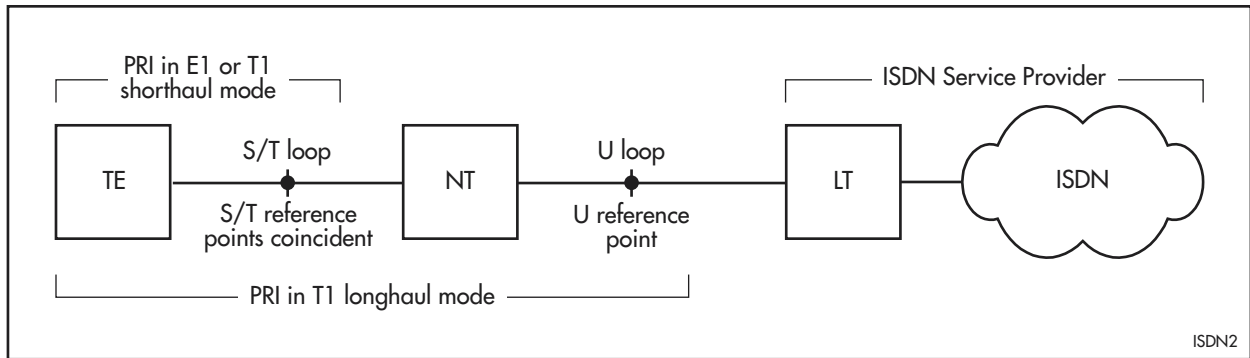 PRI in E1 or T1
shorthaul mode
ISDN Service Provider
TE
S/T loop
S/T reference
points coincident
NT
U loop
U reference
point
LT
ISDN
PRI in T1 longhaul mode
ISDN2